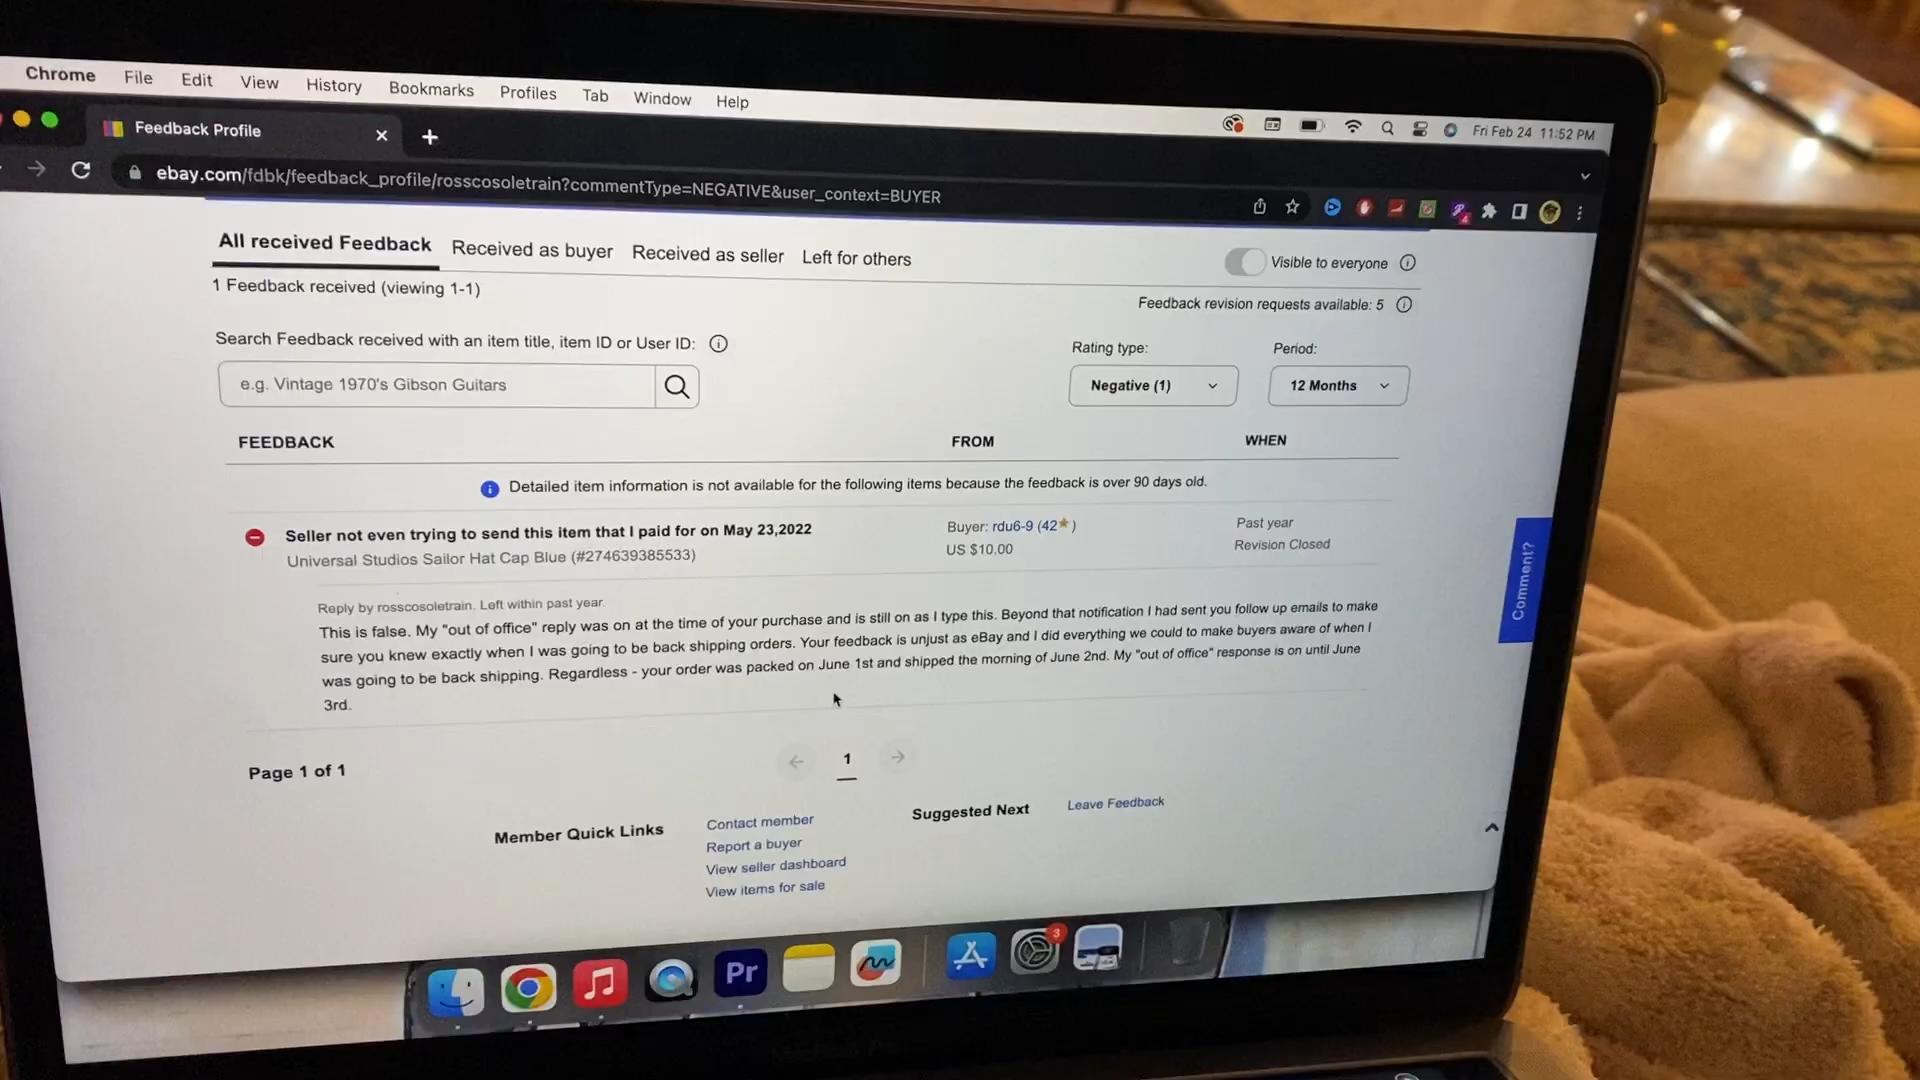 Chrome File Edit View History Bookmarks Profiles Tab Window Help
Fri Feb 24 11:52 PM
Feedback Profile
ebay.com/fdbk/feedback_profile/rosscosoletrain?commentType=NEGATIVE&user_context=BUYER
All received Feedback Received as buyer Received as seller Left for others
Visible to everyone
1 Feedback received (viewing 1-1)
Feedback revision requests available: 5
Search Feedback received with an item title, item ID or User ID:
Rating type: Period:
e.g. Vintage 1970's Gibson Guitars
Negative (1) 12 Months
FEEDBACK FROM WHEN
Detailed item information is not available for the following items because the feedback is over 90 days old.
Seller not even trying to send this item that I paid for on May 23,2022 Buyer: rdu6-9 (42) Past year
Universal Studios Sailor Hat Cap Blue (#274639385533) US $10.00 Revision Closed
Comment?
Reply by rosscosoletrain. Left within past year.
This is false. My "out of office" reply was on at the time of your purchase and is still on as I type this. Beyond that notification I had sent you follow up emails to make
sure you knew exactly when I was going to be back shipping orders. Your feedback is unjust as eBay and I did everything we could to make buyers aware of when I
was going to be back shipping. Regardless - your order was packed on June 1st and shipped the morning of June 2nd. My "out of office" response is on until June
3rd.
Page 1 of 1
1
Member Quick Links
Contact member
Report a buyer
View seller dashboard
View items for sale
Suggested Next
Leave Feedback
Pr
3